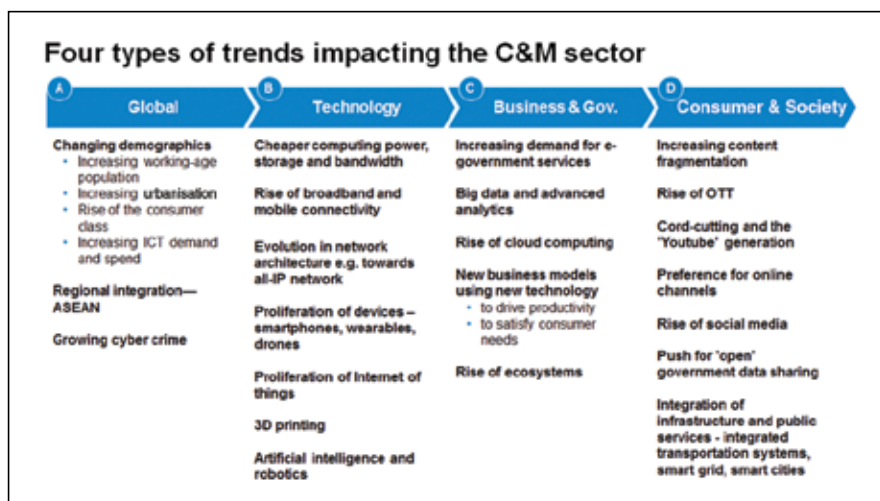 Four types of trends impacting the C&M sector
A
Global
Changing demographics
• Increasing working-age
population
• Increasing urbanisation
• Rise of the consumer
class
• Increasing ICT demand
and spend
Regional integration—
ASEAN
Growing cyber crime
B
Technology
Cheaper computing power,
storage and bandwidth
Rise of broadband and
mobile connectivity
Evolution in network
architecture e.g. towards
all-IP network
Proliferation of devices –
smartphones, wearables,
drones
Proliferation of Internet of
things
3D printing
Artificial intelligence and
robotics
C
Business & Gov.
Increasing demand for e-
government services
Big data and advanced
analytics
Rise of cloud computing
New business models
using new technology
• to drive productivity
• to satisfy consumer
needs
Rise of ecosystems
D
Consumer & Society
Increasing content
fragmentation
Rise of OTT
Cord-cutting and the
'Youtube' generation
Preference for online
channels
Rise of social media
Push for 'open'
government data sharing
Integration of
infrastructure and public
services - integrated
transportation systems,
smart grid, smart cities